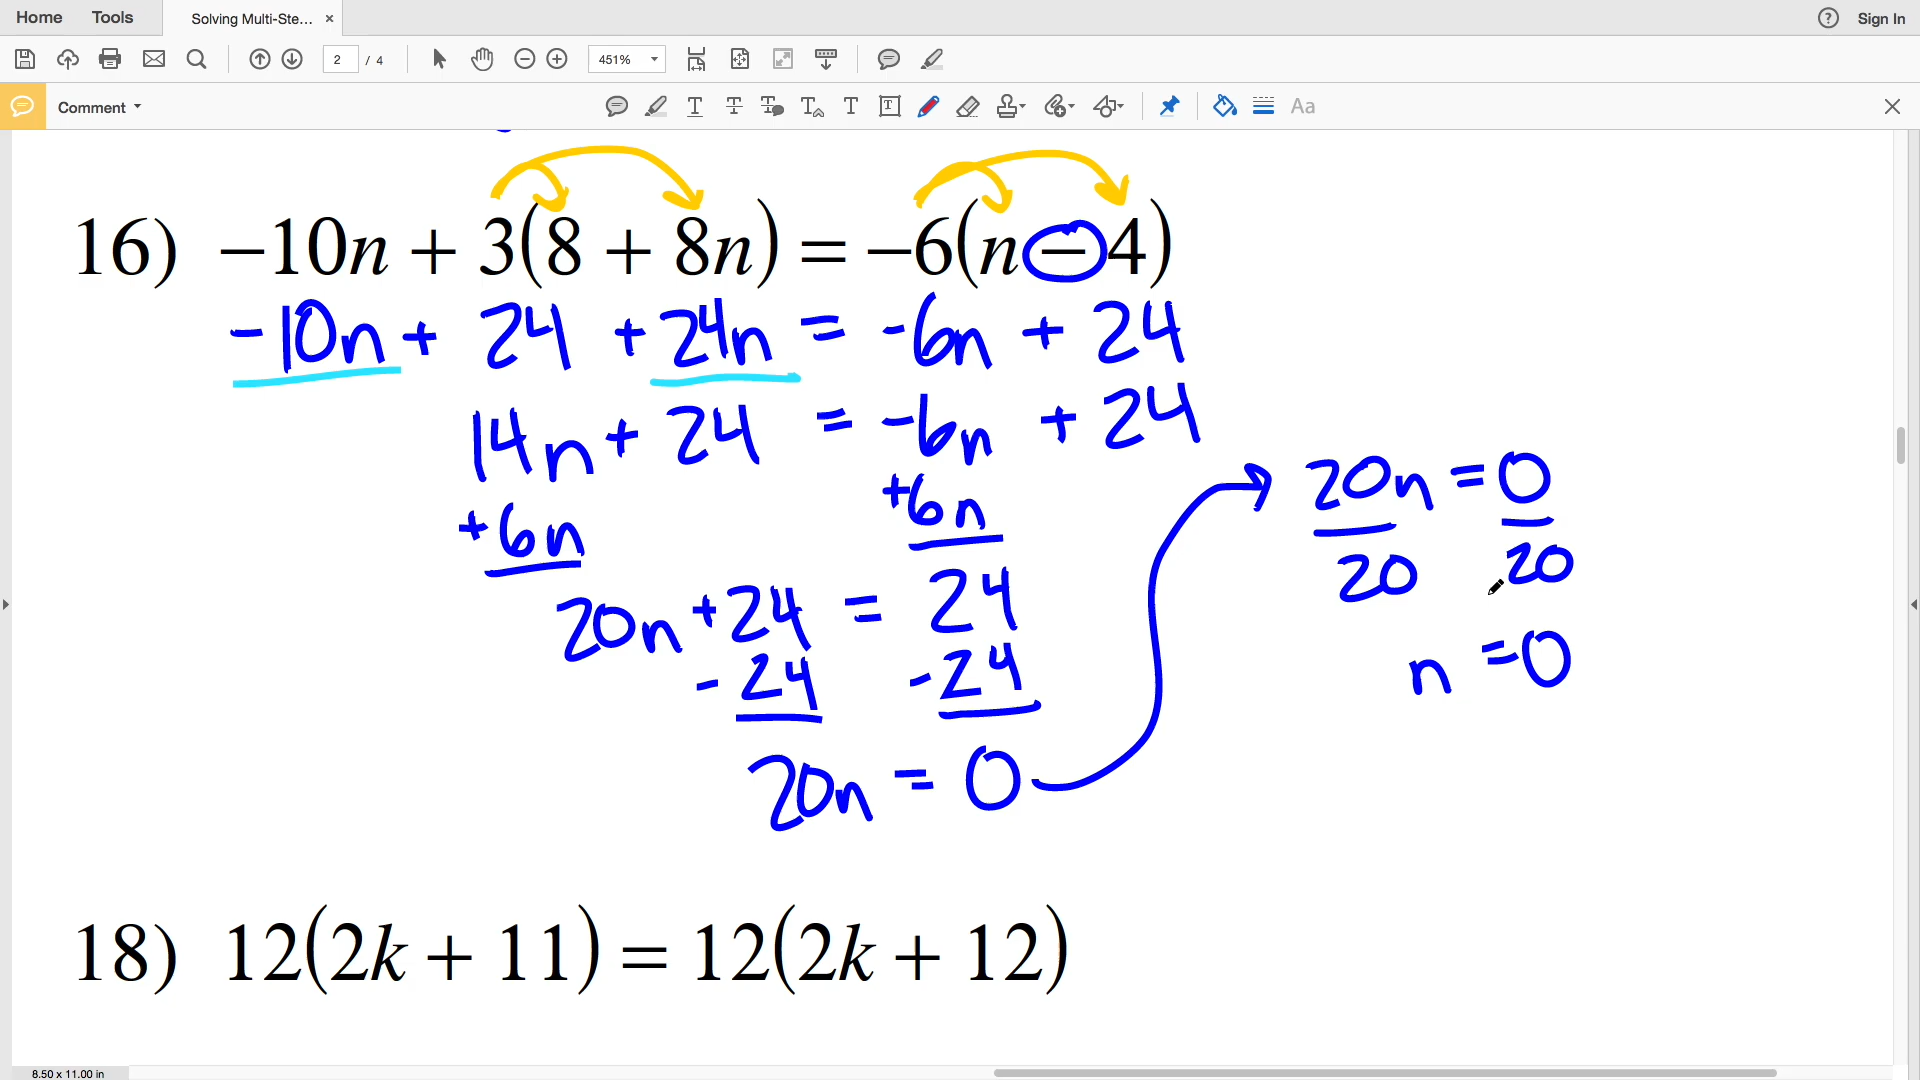 Home Tools Solving Multi-Ste... × ? Sign In
2 / 4 451%
Comment Aa
16) −10n + 3(8 + 8n) = −6(n − 4)
-10n + 24 + 24n = -6n + 24
14n + 24 = -6n + 24
+6n +6n
20n + 24 = 24
- 24 - 24
20n = 0
20n = 0
20 20
n = 0
18) 12(2k + 11) = 12(2k + 12)
8.50 x 11.00 in